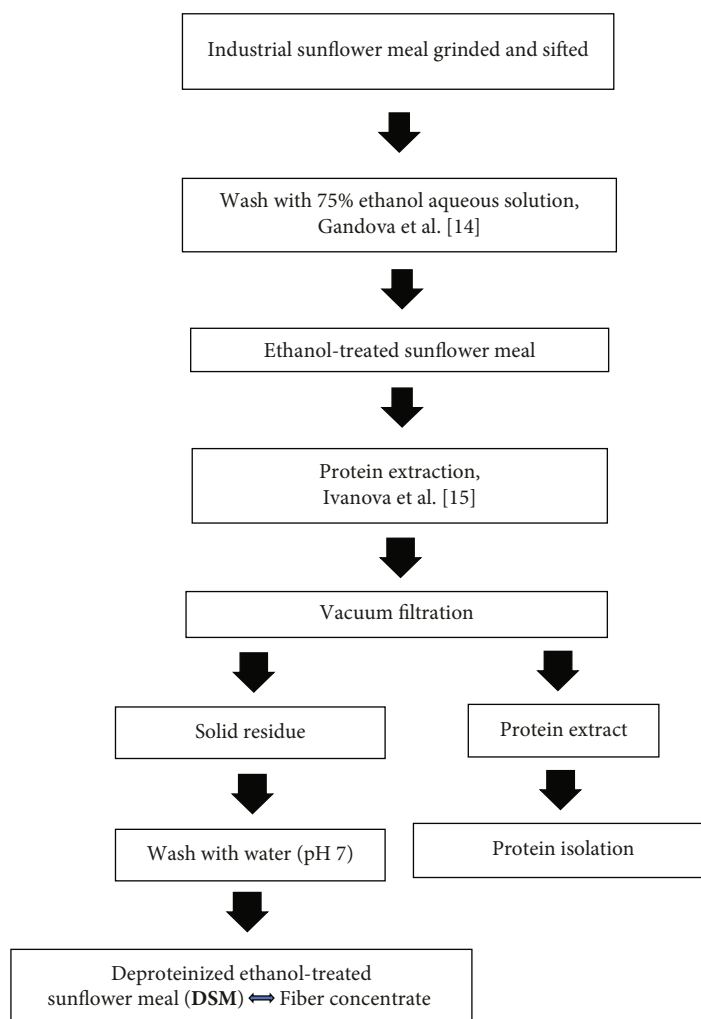 Industrial sunflower meal grinded and sifted
Wash with 75% ethanol aqueous solution,
Gandova et al. [14]
Ethanol-treated sunflower meal
Protein extraction,
Ivanova et al. [15]
Vacuum filtration
Solid residue
Protein extract
Wash with water (pH 7)
Protein isolation
Deproteinized ethanol-treated
sunflower meal (DSM) ⇔ Fiber concentrate